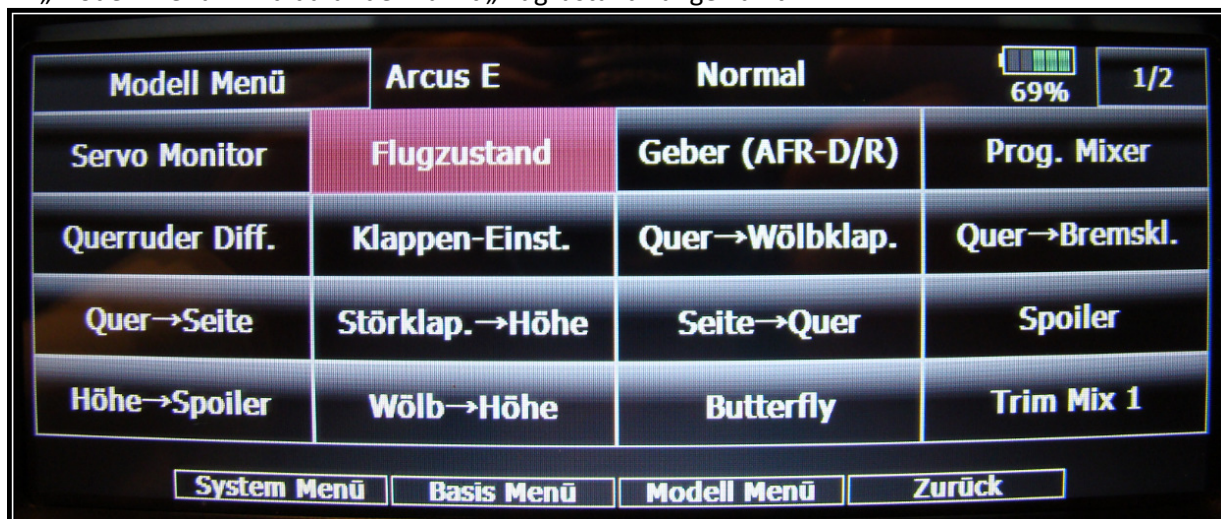 Modell Menü Arcus E Normal 69% 1/2
Servo Monitor Flugzustand Geber (AFR-D/R) Prog. Mixer
Querruder Diff. Klappen-Einst. Quer→Wölbklap. Quer→Bremskl.
Quer→Seite Störklap.→Höhe Seite→Quer Spoiler
Höhe→Spoiler Wölb→Höhe Butterfly Trim Mix 1
System Menü Basis Menü Modell Menü Zurück